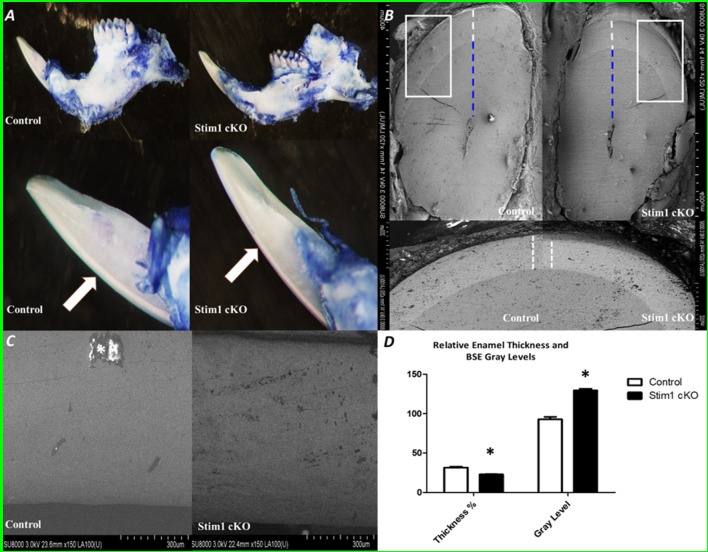 A
Control
Stim1 cKO
Control
Stim1 cKO
B
Control
Stim1 cKO
Control
Stim1 cKO
C
Control
Stim1 cKO
SU8000 3.0kV 23.6mm x150 LA100(U)
300um
SU8000 3.0kV 22.4mm x150 LA100(U)
300um
D
Relative Enamel Thickness and
BSE Gray Levels
150
100
50
0
*
*
Control
Stim1 cKO
Thickness %
Gray Level